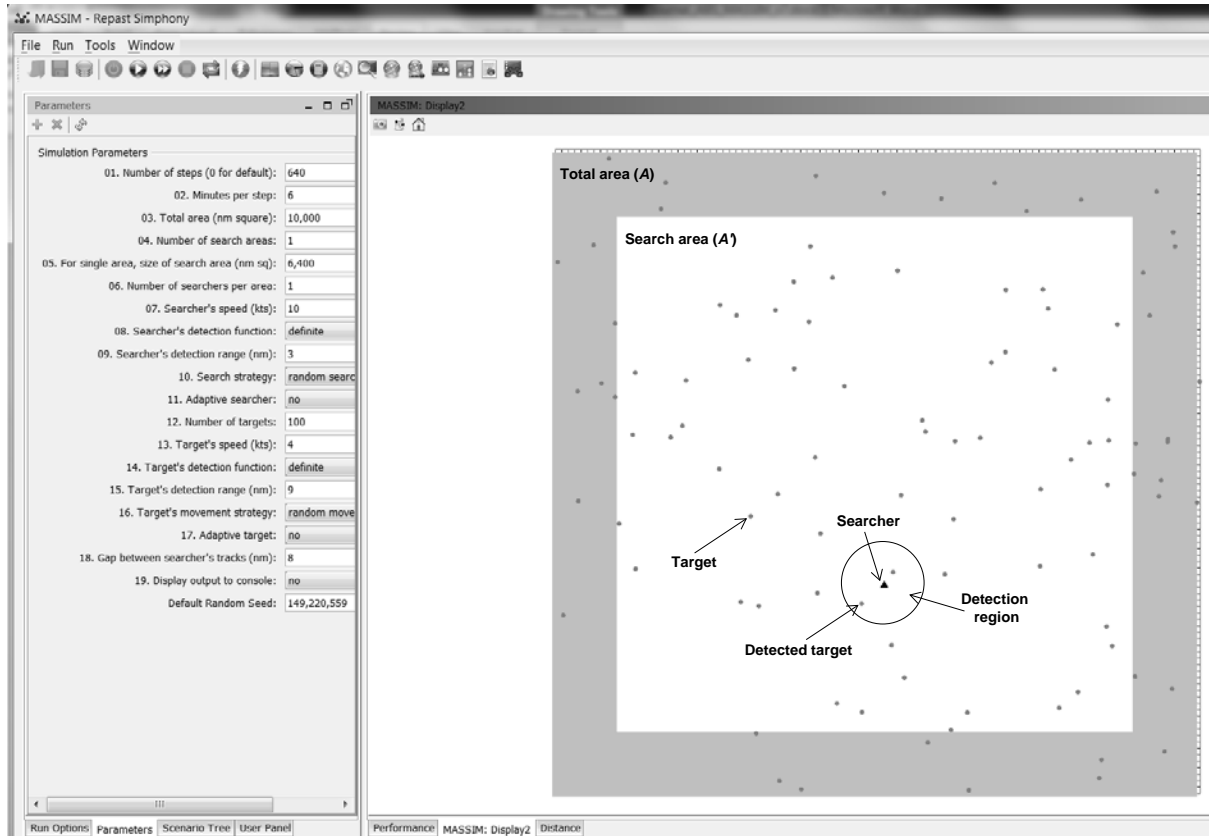 MASSIM - Repast Simphony
File Run Tools Window
Parameters
Simulation Parameters
01. Number of steps (0 for default): 640
02. Minutes per step: 6
03. Total area (nm square): 10,000
04. Number of search areas: 1
05. For single area, size of search area (nm sq): 6,400
06. Number of searchers per area: 1
07. Searcher's speed (kts): 10
08. Searcher's detection function: definite
09. Searcher's detection range (nm): 3
10. Search strategy: random searc
11. Adaptive searcher: no
12. Number of targets: 100
13. Target's speed (kts): 4
14. Target's detection function: definite
15. Target's detection range (nm): 9
16. Target's movement strategy: random move
17. Adaptive target: no
18. Gap between searcher's tracks (nm): 8
19. Display output to console: no
Default Random Seed: 149,220,559
Run Options Parameters Scenario Tree User Panel
MASSIM: Display2
Total area (A)
Search area (A')
Searcher
Target
Detection
region
Detected target
Performance MASSIM: Display2 Distance